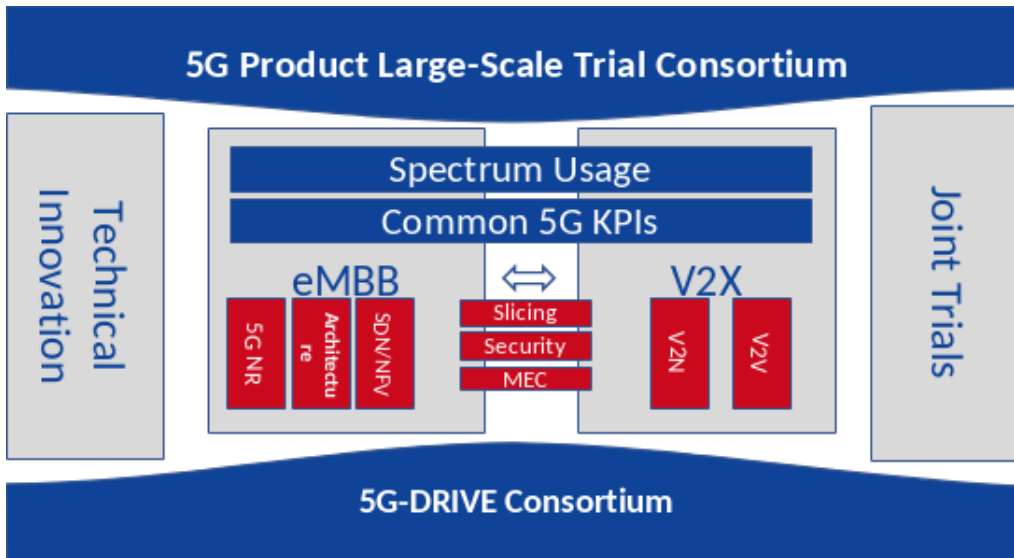 5G Product Large-Scale Trial Consortium
Technical
Innovation
Spectrum Usage
Common 5G KPIs
eMBB
V2X
5G NR
Architectu
re
SDN/NFV
Slicing
Security
MEC
V2N
V2V
Joint Trials
5G-DRIVE Consortium